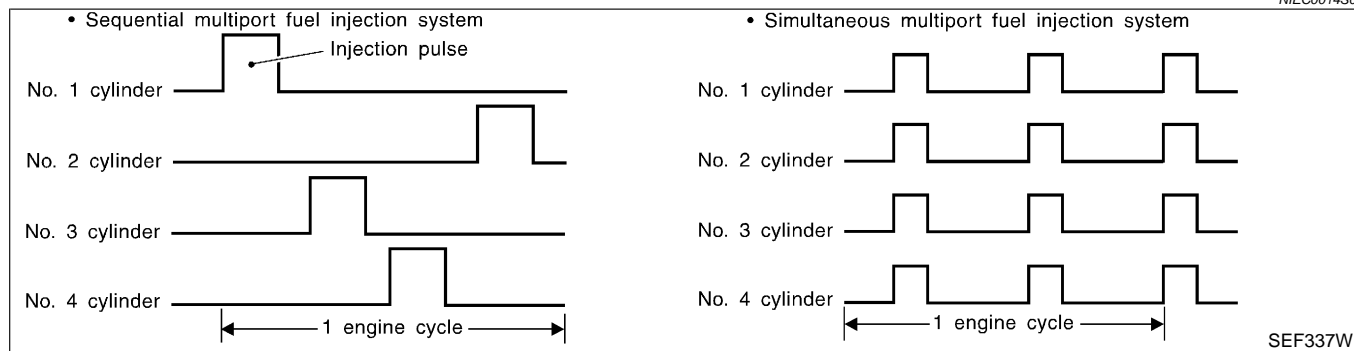 • Sequential multiport fuel injection system
Injection pulse
No. 1 cylinder
No. 2 cylinder
No. 3 cylinder
No. 4 cylinder
1 engine cycle
• Simultaneous multiport fuel injection system
No. 1 cylinder
No. 2 cylinder
No. 3 cylinder
No. 4 cylinder
1 engine cycle
SEF337W